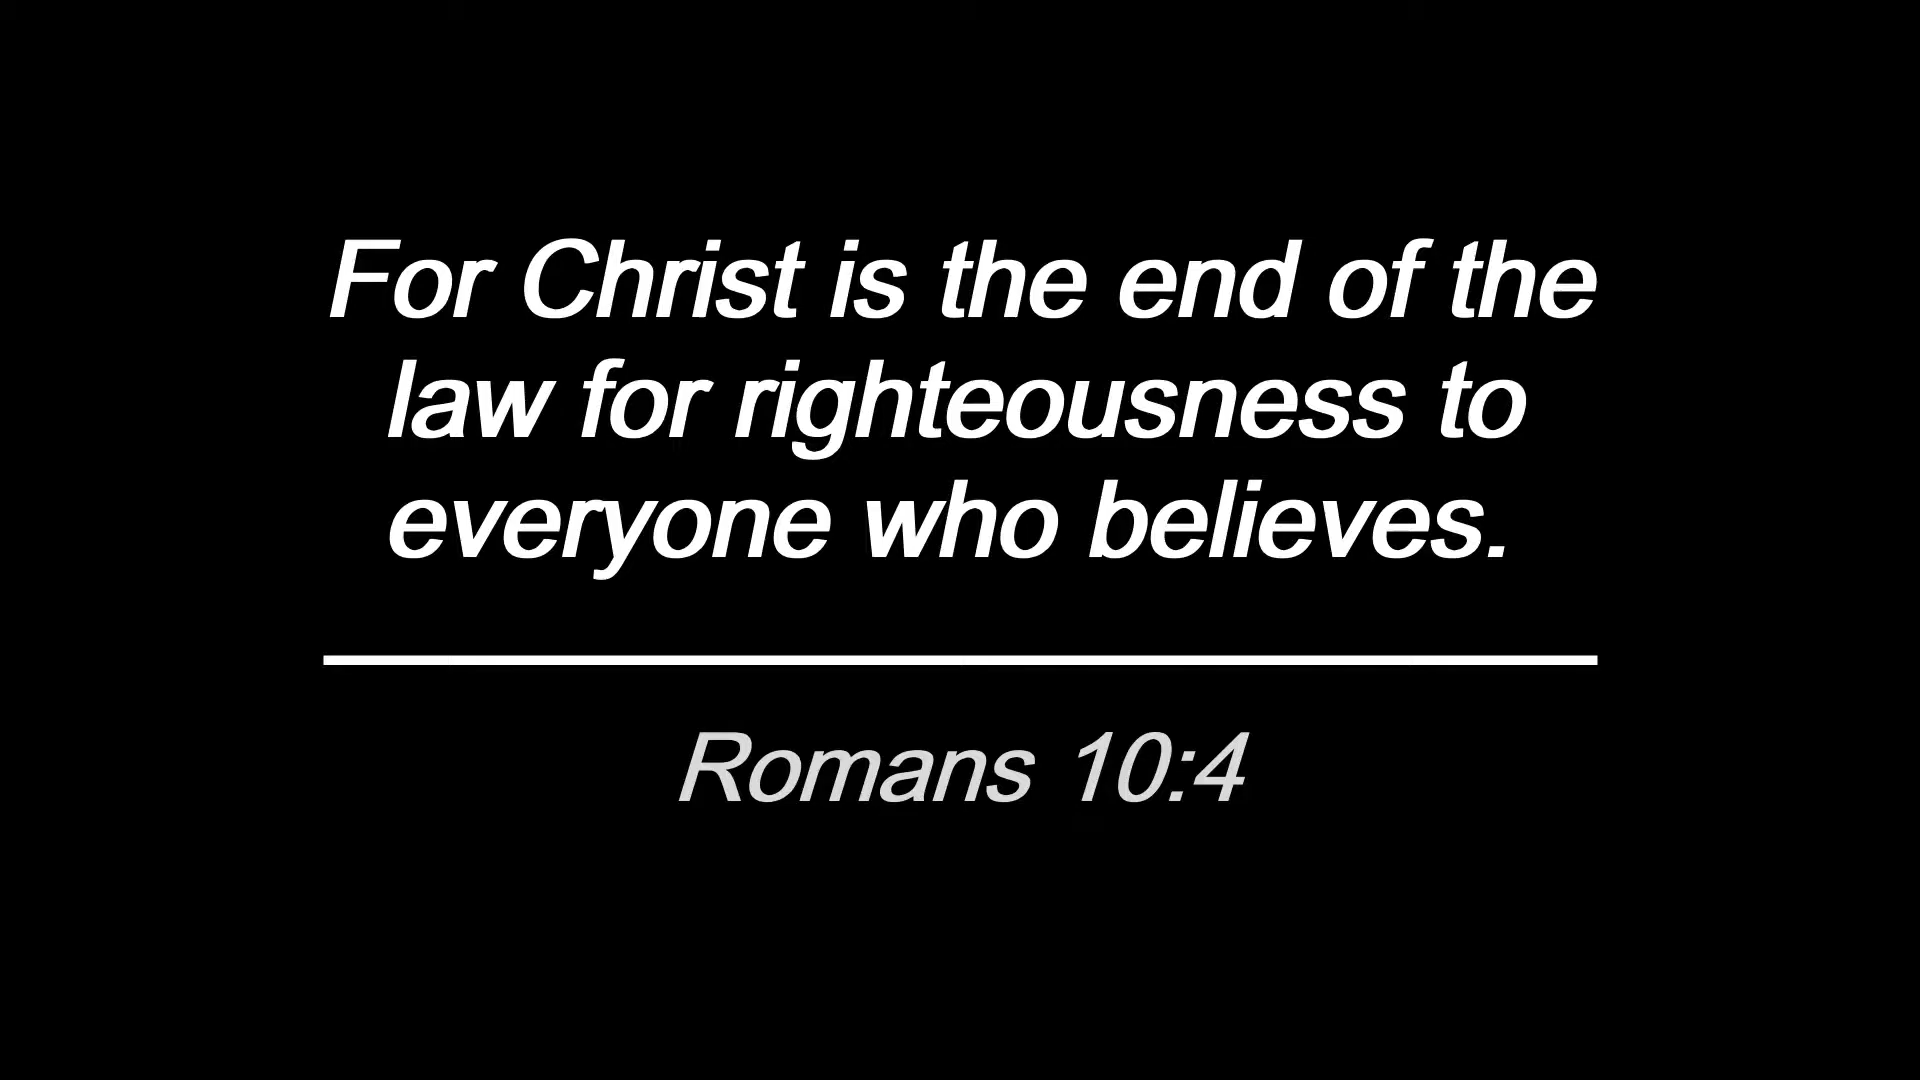 For Christ is the end of the
law for righteousness to
everyone who believes.
Romans 10:4